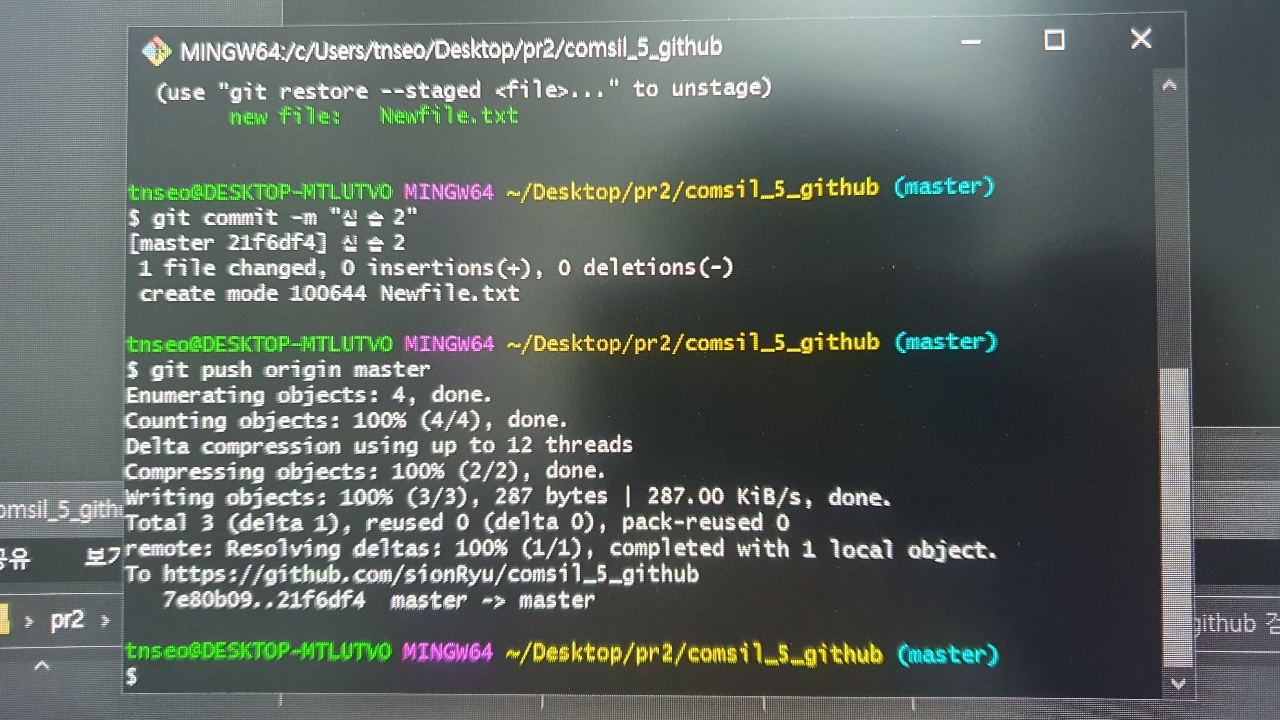 MINGW64:/c/Users/tnseo/Desktop/pr2/comsil_5_github
(use "git restore --staged <file>..." to unstage)
new file:   Newfile.txt
tnseo@DESKTOP-MTLUTVO MINGW64 ~/Desktop/pr2/comsil_5_github (master)
$ git commit -m "실습2"
[master 21f6df4] 실습2
1 file changed, 0 insertions(+), 0 deletions(-)
create mode 100644 Newfile.txt
tnseo@DESKTOP-MTLUTVO MINGW64 ~/Desktop/pr2/comsil_5_github (master)
$ git push origin master
Enumerating objects: 4, done.
Counting objects: 100% (4/4), done.
Delta compression using up to 12 threads
Compressing objects: 100% (2/2), done.
Writing objects: 100% (3/3), 287 bytes | 287.00 KiB/s, done.
Total 3 (delta 1), reused 0 (delta 0), pack-reused 0
remote: Resolving deltas: 100% (1/1), completed with 1 local object.
To https://github.com/sionRyu/comsil_5_github
7e80b09..21f6df4  master -> master
tnseo@DESKTOP-MTLUTVO MINGW64 ~/Desktop/pr2/comsil_5_github (master)
$
omsil_5_gith
공유 보기
> pr2 >
github